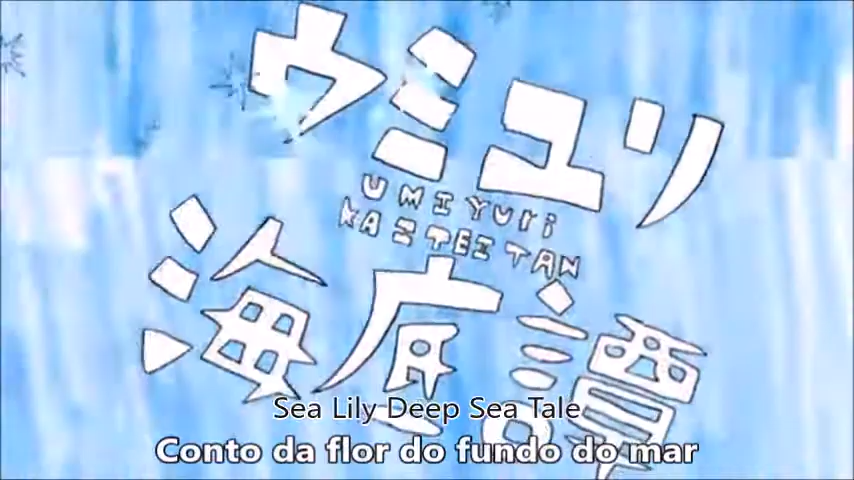 ウミユリ
UMIYUri
KAITEITAN
海底譚
Sea Lily Deep Sea Tale
Conto da flor do fundo do mar